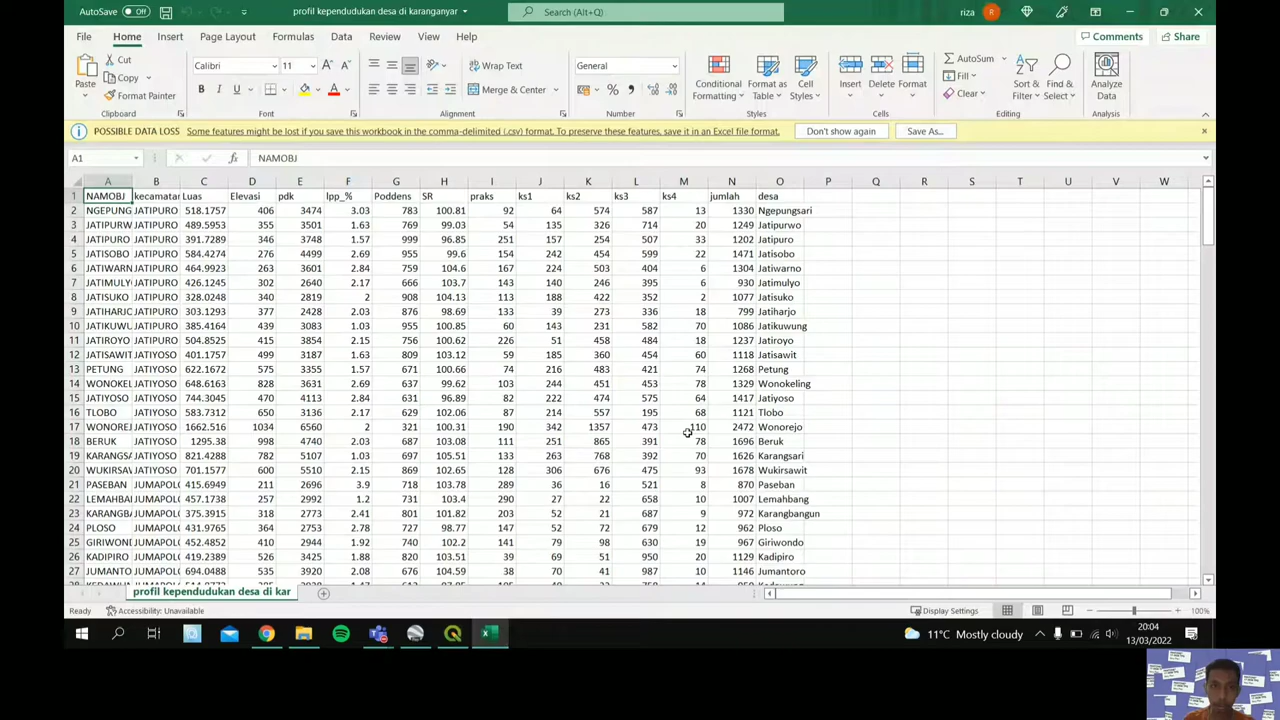 AutoSave Off profil kependudukan desa di karanganyar Search (Alt+Q) riza R
File Home Insert Page Layout Formulas Data Review View Help Comments Share
Paste Cut Copy Format Painter Calibri 11 Wrap Text Merge & Center General Conditional Formatting Format as Table Cell Styles Insert Delete Format AutoSum Fill Clear Sort & Filter Find & Select Analyze Data
Clipboard Font Alignment Number Styles Cells Editing Analysis
POSSIBLE DATA LOSS Some features might be lost if you save this workbook in the comma-delimited (.csv) format. To preserve these features, save it in an Excel file format. Don't show again Save As...
A1 NAMOBJ
A B C D E F G H I J K L M N O P Q R S T U V W
1 NAMOBJ kecamatan Luas Elevasi pdk lpp_% Poddens SR praks ks1 ks2 ks3 ks4 jumlah desa
2 NGEPUNG JATIPURO 518.1757 406 3474 3.03 783 100.81 92 64 574 587 13 1330 Ngepungsari
3 JATIPURW JATIPURO 489.5953 355 3501 1.63 769 99.03 54 135 326 714 20 1249 Jatipurwo
4 JATIPURO JATIPURO 391.7289 346 3748 1.57 999 96.85 251 157 254 507 33 1202 Jatipuro
5 JATISOBO JATIPURO 584.4274 276 4499 2.69 955 99.6 154 242 454 599 22 1471 Jatisobo
6 JATIWARN JATIPURO 464.9923 263 3601 2.84 759 104.6 167 224 503 404 6 1304 Jatiwarno
7 JATIMULY JATIPURO 426.1245 302 2640 2.17 666 103.7 143 140 246 395 6 930 Jatimulyo
8 JATISUKO JATIPURO 328.0248 340 2819 2 908 104.13 113 188 422 352 2 1077 Jatisuko
9 JATIHARJO JATIPURO 303.1293 377 2428 2.03 876 98.69 133 39 273 336 18 799 Jatiharjo
10 JATIKUWU JATIPURO 385.4164 439 3083 1.03 955 100.85 60 143 231 582 70 1086 Jatikuwung
11 JATIROYO JATIPURO 504.8525 415 3854 2.15 756 100.62 226 51 458 484 18 1237 Jatiroyo
12 JATISAWIT JATIYOSO 401.1757 499 3187 1.63 809 103.12 59 185 360 454 60 1118 Jatisawit
13 PETUNG JATIYOSO 622.1672 575 3355 1.57 671 100.66 74 216 483 421 74 1268 Petung
14 WONOKEL JATIYOSO 648.6163 828 3631 2.69 637 99.62 103 244 451 453 78 1329 Wonokeling
15 JATIYOSO JATIYOSO 744.3045 470 4113 2.84 631 96.89 82 222 474 575 64 1417 Jatiyoso
16 TLOBO JATIYOSO 583.7312 650 3136 2.17 629 102.06 87 214 557 195 68 1121 Tlobo
17 WONOREJ JATIYOSO 1662.516 1034 6560 2 321 100.31 190 342 1357 473 110 2472 Wonorejo
18 BERUK JATIYOSO 1295.38 998 4740 2.03 687 103.08 111 251 865 391 78 1696 Beruk
19 KARANGSA JATIYOSO 821.4288 782 5107 1.03 697 105.51 133 263 768 392 70 1626 Karangsari
20 WUKIRSAW JATIYOSO 701.1577 600 5510 2.15 869 102.65 128 306 676 475 93 1678 Wukirsawit
21 PASEBAN JUMAPOLO 415.6949 211 2696 3.9 718 103.78 289 36 16 521 8 870 Paseban
22 LEMAHBA JUMAPOLO 457.1738 257 2992 1.2 731 103.4 290 27 22 658 10 1007 Lemahbang
23 KARANGBA JUMAPOLO 375.3915 318 2773 2.41 801 101.82 203 52 21 687 9 972 Karangbangun
24 PLOSO JUMAPOLO 431.9765 364 2753 2.78 727 98.77 147 52 72 679 12 962 Ploso
25 GIRIWOND JUMAPOLO 452.4852 410 2944 1.92 740 102.2 141 79 98 630 19 967 Giriwondo
26 KADIPIRO JUMAPOLO 419.2389 526 3425 1.88 820 103.51 39 69 51 950 20 1129 Kadipiro
27 JUMANTO JUMAPOLO 694.0488 535 3920 2.08 676 104.59 38 70 41 987 10 1146 Jumantoro
28
profil kependudukan desa di kar
Ready Accessibility: Unavailable Display Settings 100%
11°C Mostly cloudy 20:04
13/03/2022